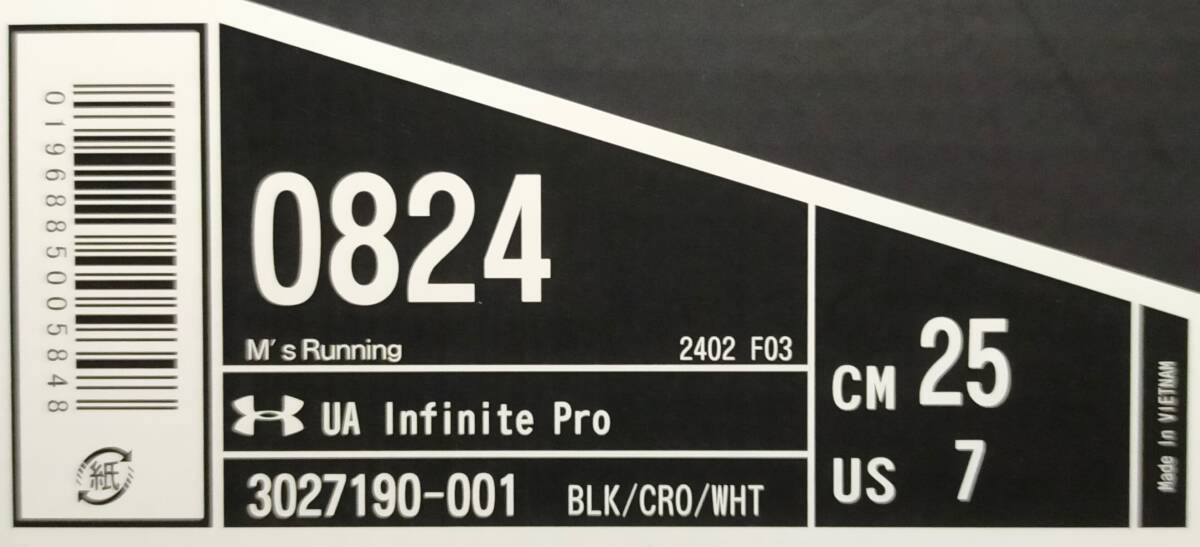 0196885005848
紙
0824
M's Running
2402 F03
UA Infinite Pro
3027190-001
BLK/CRO/WHT
CM 25
US 7
Made In VIETNAM